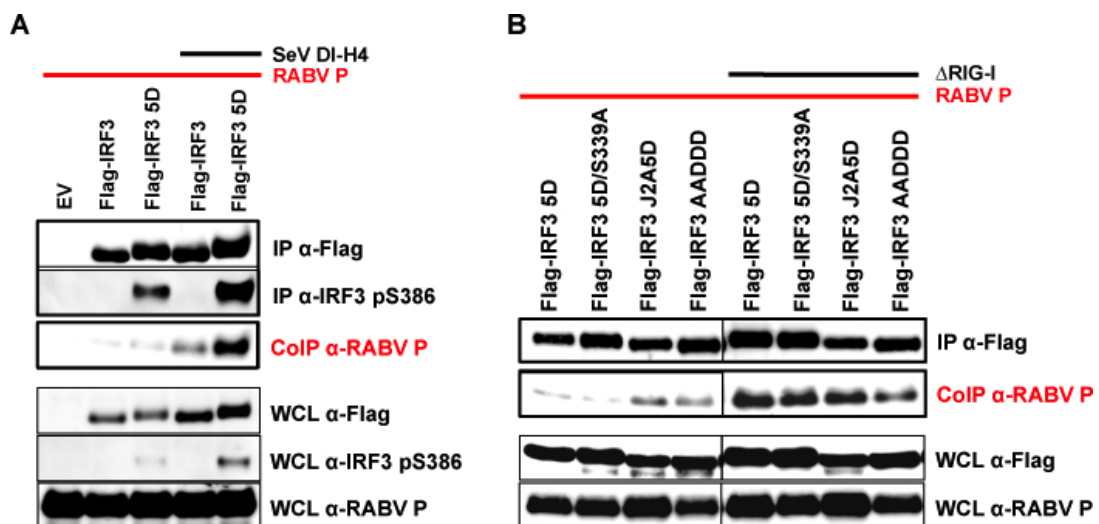 A
SeV DI-H4
RABV P
EV
Flag-IRF3
Flag-IRF3 5D
Flag-IRF3
Flag-IRF3 5D
IP α-Flag
IP α-IRF3 pS386
CoIP α-RABV P
WCL α-Flag
WCL α-IRF3 pS386
WCL α-RABV P
B
ΔRIG-I
RABV P
Flag-IRF3 5D
Flag-IRF3 5D/S339A
Flag-IRF3 J2A5D
Flag-IRF3 AADDD
Flag-IRF3 5D
Flag-IRF3 5D/S339A
Flag-IRF3 J2A5D
Flag-IRF3 AADDD
IP α-Flag
CoIP α-RABV P
WCL α-Flag
WCL α-RABV P